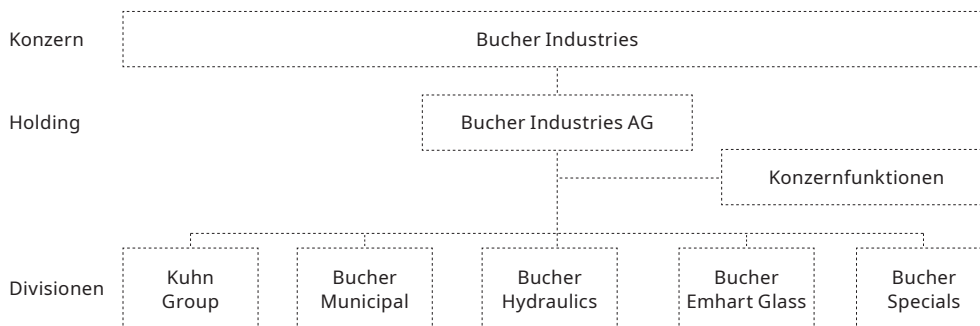 Konzern
Bucher Industries
Holding
Bucher Industries AG
Konzernfunktionen
Divisionen
Kuhn
Group
Bucher
Municipal
Bucher
Hydraulics
Bucher
Emhart Glass
Bucher
Specials